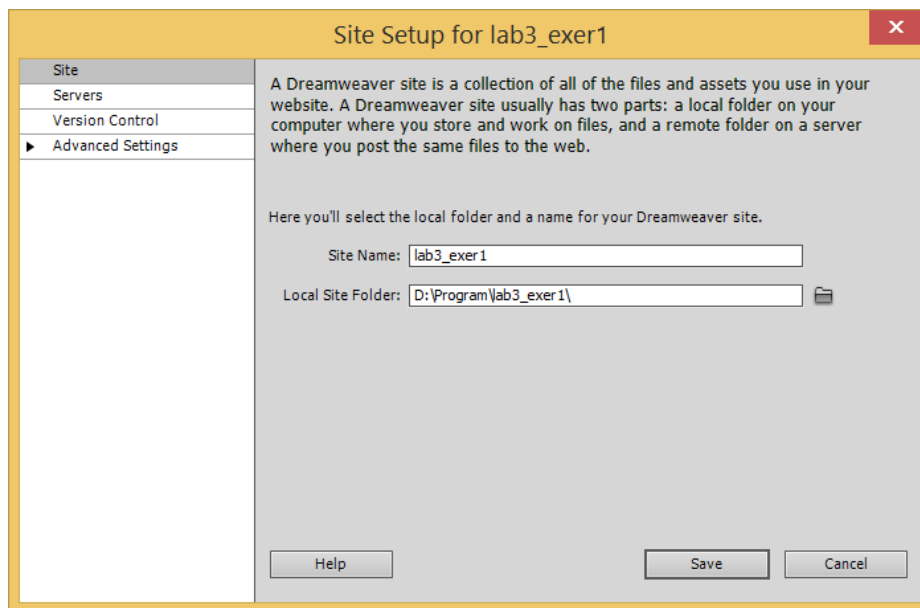 Site Setup for lab3_exer1
x
Site
Servers
Version Control
Advanced Settings
A Dreamweaver site is a collection of all of the files and assets you use in your
website. A Dreamweaver site usually has two parts: a local folder on your
computer where you store and work on files, and a remote folder on a server
where you post the same files to the web.
Here you'll select the local folder and a name for your Dreamweaver site.
Site Name: lab3_exer1
Local Site Folder: D:\Program\lab3_exer1\
Help
Save
Cancel